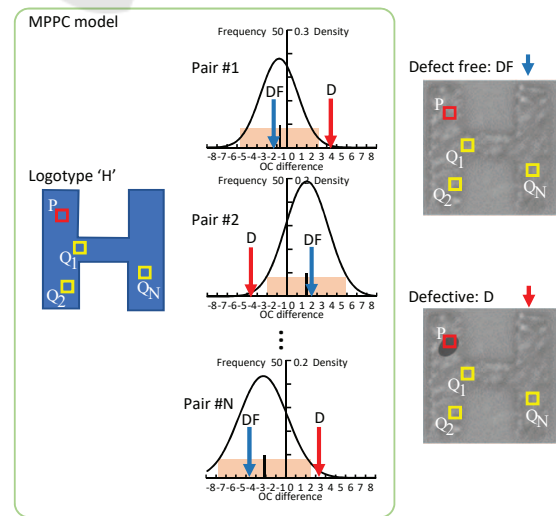 MPPC model
Frequency 50 0.3 Density
Pair #1
DF
D
-8-7-6-5-4-3-2-1 0 1 2 3 4 5 6 7 8
OC difference
Logotype 'H'
P
Q1
Q2
QN
Frequency 50 0.2 Density
Pair #2
D
DF
-8-7-6-5-4-3-2-1 0 1 2 3 4 5 6 7 8
OC difference
...
Frequency 50 0.2 Density
Pair #N
DF
D
-8-7-6-5-4-3-2-1 0 1 2 3 4 5 6 7 8
OC difference
Defect free: DF
P
Q1
Q2
QN
Defective: D
P
Q1
Q2
QN